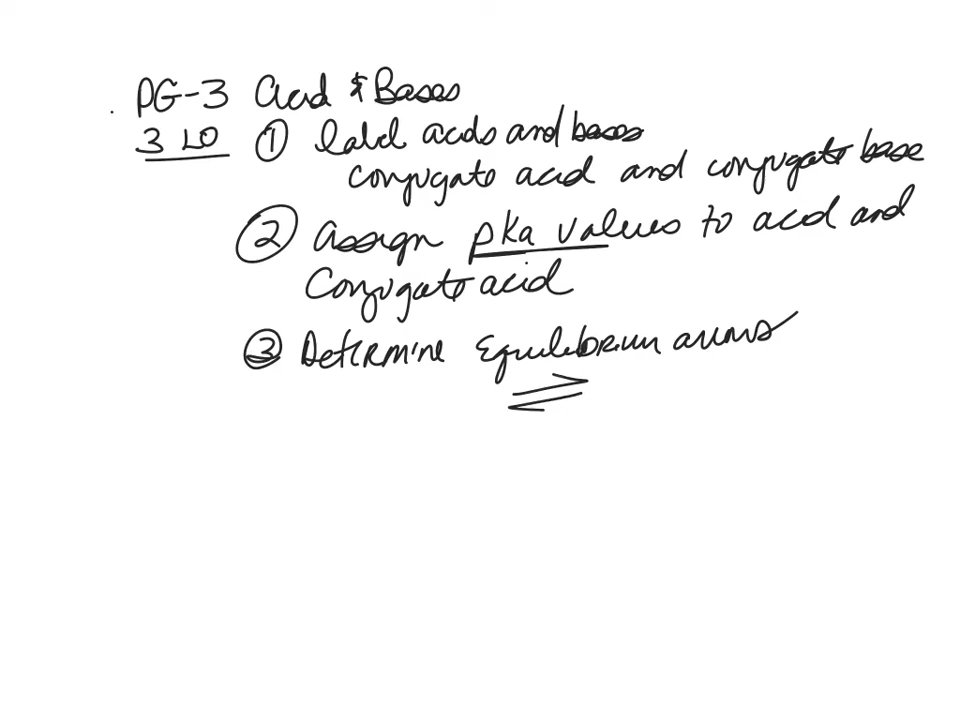 PG-3 Acid & Bases
3 LO ① label acids and bases
conjugate acid and conjugate base
② Assign pka values to acid and
Conjugate acid
③ Determine Equilibrium arrows
⇌